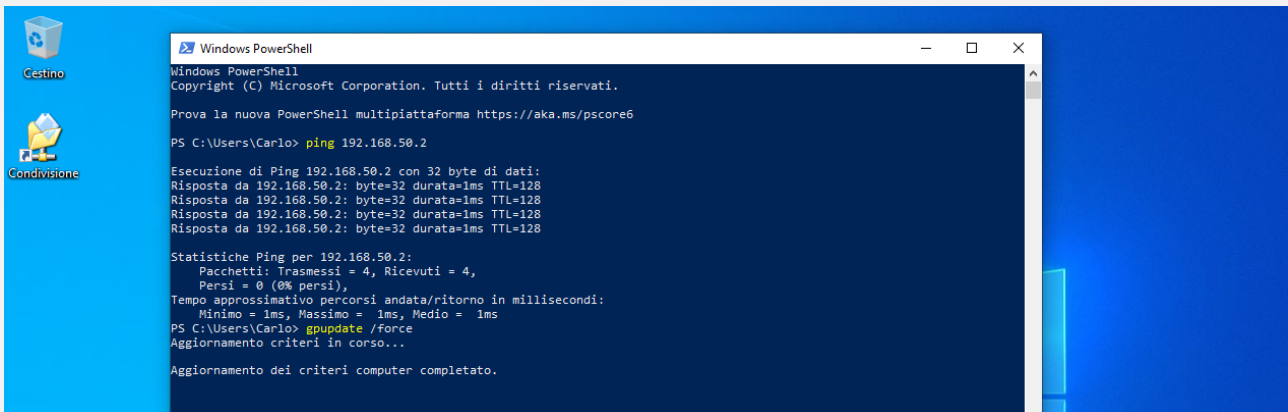 Cestino
Condivisione
Windows PowerShell
Windows PowerShell
Copyright (C) Microsoft Corporation. Tutti i diritti riservati.
Prova la nuova PowerShell multipiattaforma https://aka.ms/pscore6
PS C:\Users\Carlo> ping 192.168.50.2
Esecuzione di Ping 192.168.50.2 con 32 byte di dati:
Risposta da 192.168.50.2: byte=32 durata=1ms TTL=128
Risposta da 192.168.50.2: byte=32 durata=1ms TTL=128
Risposta da 192.168.50.2: byte=32 durata=1ms TTL=128
Risposta da 192.168.50.2: byte=32 durata=1ms TTL=128
Statistiche Ping per 192.168.50.2:
    Pacchetti: Trasmessi = 4, Ricevuti = 4,
    Persi = 0 (0% persi),
Tempo approssimativo percorsi andata/ritorno in millisecondi:
    Minimo = 1ms, Massimo =  1ms, Medio =  1ms
PS C:\Users\Carlo> gpupdate /force
Aggiornamento criteri in corso...
Aggiornamento dei criteri computer completato.